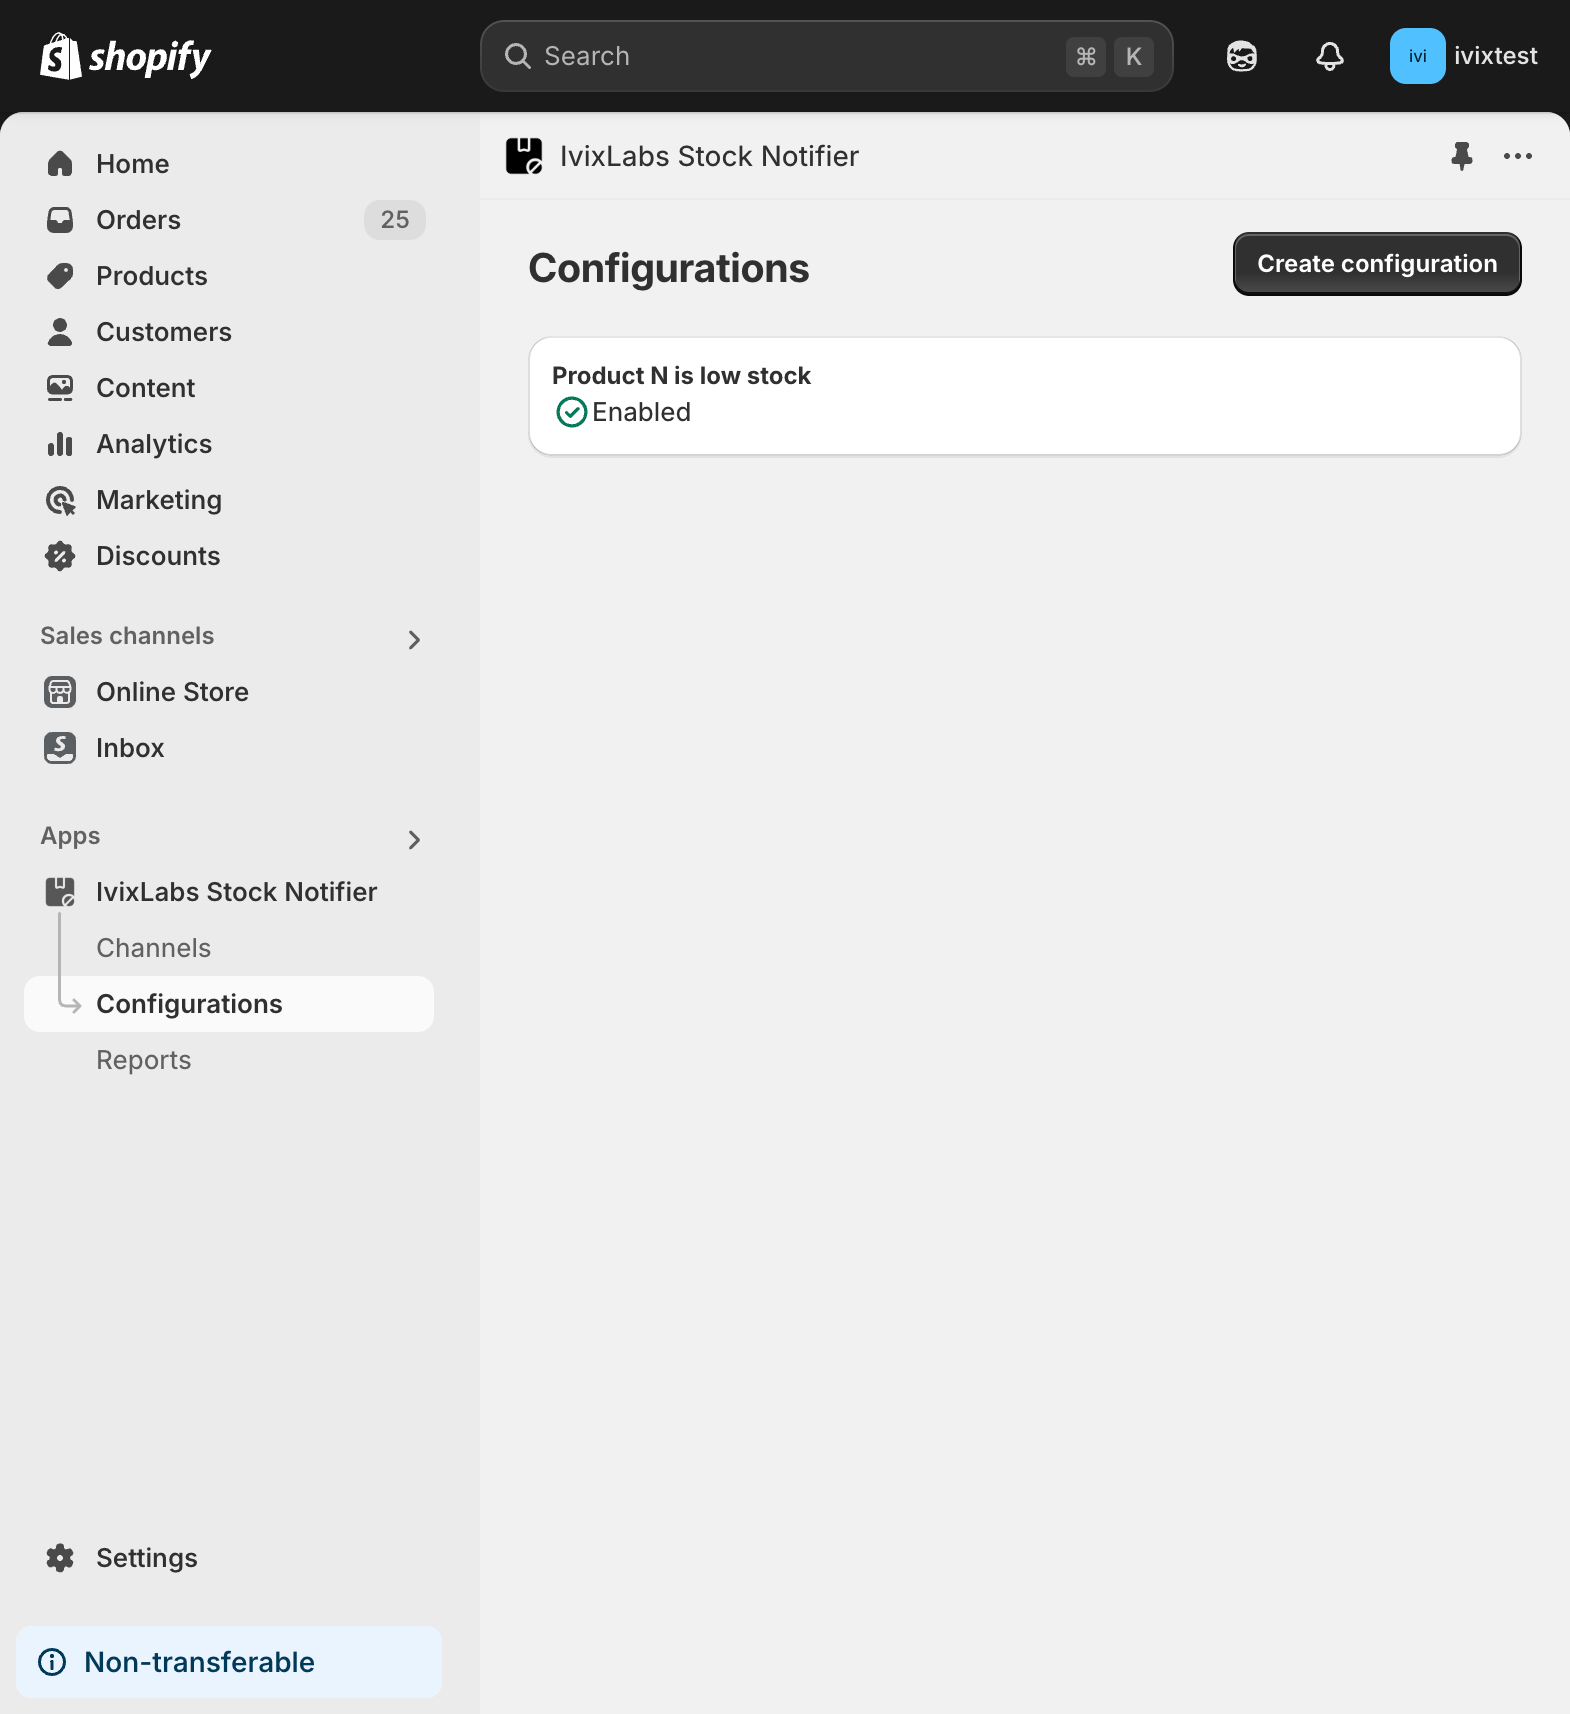 shopify
Search
⌘ K
ivi
ivixtest
Home
Orders
25
Products
Customers
Content
Analytics
Marketing
Discounts
Sales channels
Online Store
Inbox
Apps
IvixLabs Stock Notifier
Channels
Configurations
Reports
Settings
Non-transferable
IvixLabs Stock Notifier
Configurations
Create configuration
Product N is low stock
Enabled